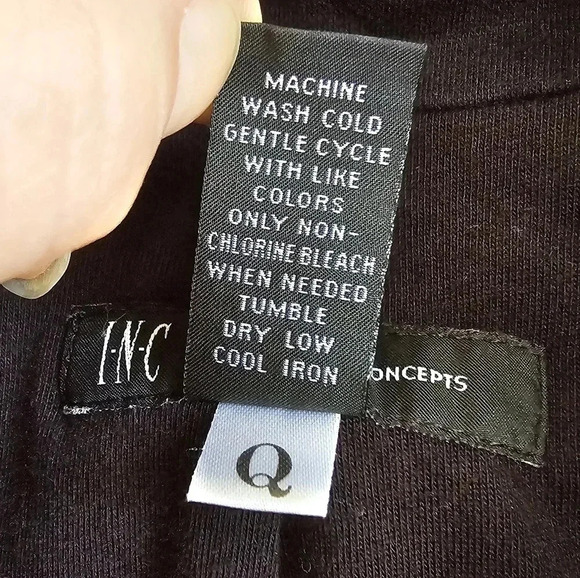 MACHINE
WASH COLD
GENTLE CYCLE
WITH LIKE
COLORS
ONLY NON-
CHLORINE BLEACH
WHEN NEEDED
TUMBLE
DRY LOW
COOL IRON
I·N·C ONCEPTS
Q